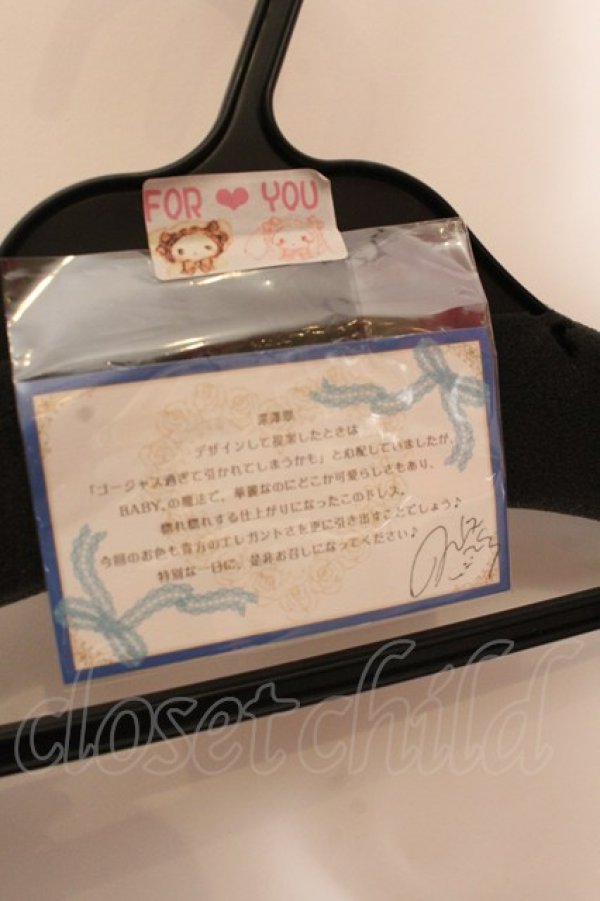 FOR ❤ YOU
深澤翠
デザインして提案したときは
「ゴージャス過ぎて引かれてしまうかも」と心配していましたが、
BABY,の魔法で、華麗なのにどこか可愛らしさもあり、
惚れ惚れする仕上がりになったこのドレス。
今回のお色も貴方のエレガントさを更に引き出すことでしょう♪
特別な一日に、是非お召しになってください♪
closet child